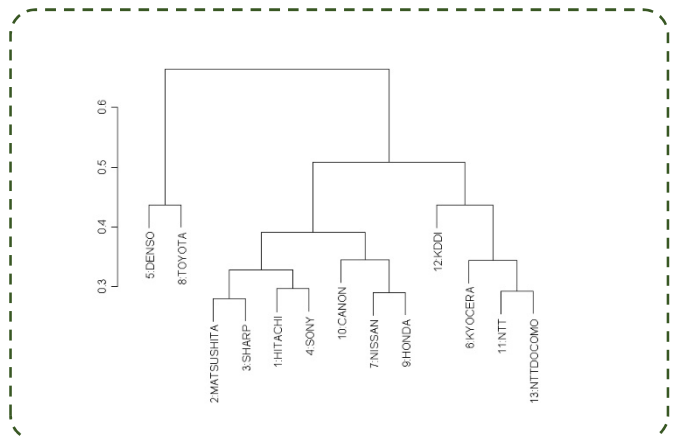 0.6
0.5
0.4
0.3
5:DENSO
8:TOYOTA
2:MATSUSHITA
3:SHARP
1:HITACHI
4:SONY
10:CANON
7:NISSAN
9:HONDA
12:KDDI
6:KYOCERA
11:NTT
13:NTTDOCOMO